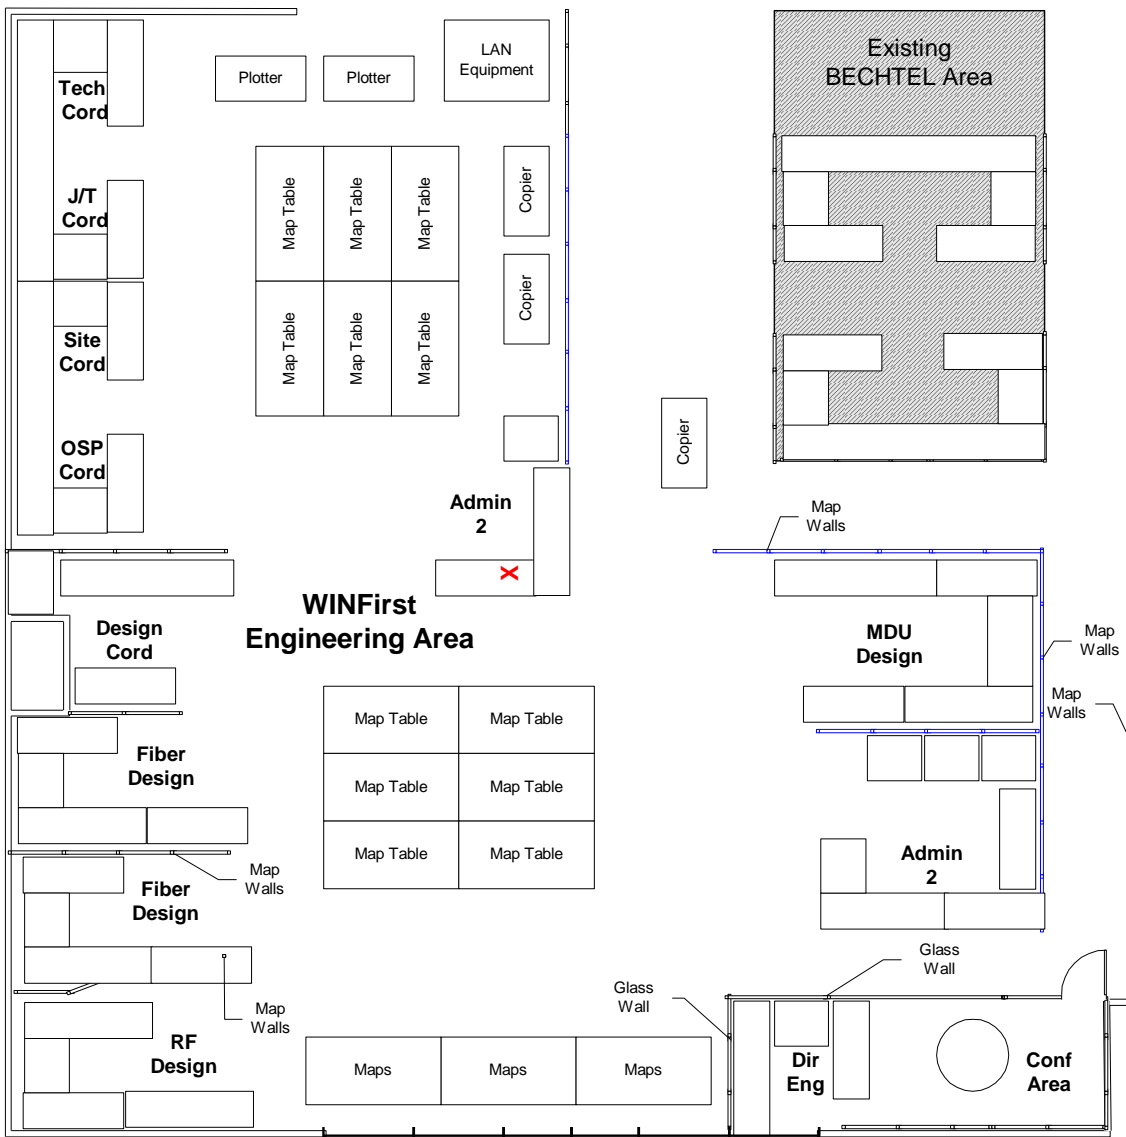 LAN
Equipment
Plotter
Plotter
Existing
BECHTEL Area
Tech
Cord
J/T
Cord
Map Table
Map Table
Map Table
Copier
Site
Cord
Map Table
Map Table
Map Table
Copier
OSP
Cord
Copier
Admin
2
Map
Walls
X
WINFirst
Engineering Area
Design
Cord
MDU
Design
Map
Walls
Map
Walls
Map Table
Map Table
Fiber
Design
Map Table
Map Table
Map Table
Map Table
Admin
2
Map
Walls
Fiber
Design
Glass
Wall
Glass
Wall
Map
Walls
RF
Design
Maps
Maps
Maps
Dir
Eng
Conf
Area